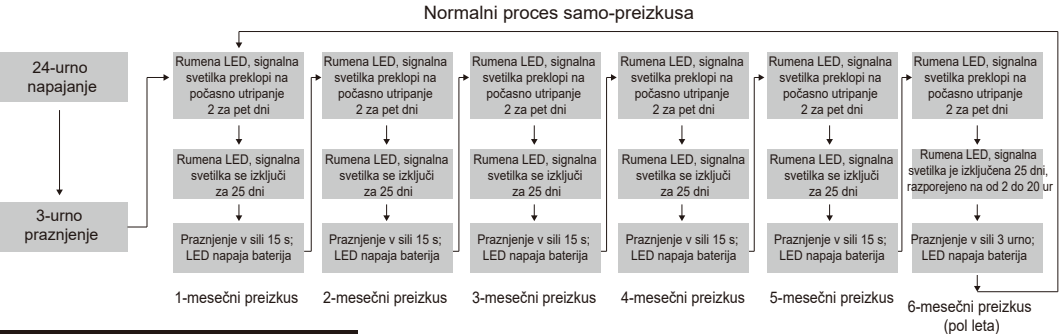 Normalni proces samo-preizkusa
24-urno
napajanje
3-urno
praznjenje
Rumena LED, signalna
svetilka preklopi na
počasno utripanje
2 za pet dni
Rumena LED, signalna
svetilka se izključi
za 25 dni
Praznjenje v sili 15 s;
LED napaja baterija
1-mesečni preizkus
Rumena LED, signalna
svetilka preklopi na
počasno utripanje
2 za pet dni
Rumena LED, signalna
svetilka se izključi
za 25 dni
Praznjenje v sili 15 s;
LED napaja baterija
2-mesečni preizkus
Rumena LED, signalna
svetilka preklopi na
počasno utripanje
2 za pet dni
Rumena LED, signalna
svetilka se izključi
za 25 dni
Praznjenje v sili 15 s;
LED napaja baterija
3-mesečni preizkus
Rumena LED, signalna
svetilka preklopi na
počasno utripanje
2 za pet dni
Rumena LED, signalna
svetilka se izključi
za 25 dni
Praznjenje v sili 15 s;
LED napaja baterija
4-mesečni preizkus
Rumena LED, signalna
svetilka preklopi na
počasno utripanje
2 za pet dni
Rumena LED, signalna
svetilka se izključi
za 25 dni
Praznjenje v sili 15 s;
LED napaja baterija
5-mesečni preizkus
Rumena LED, signalna
svetilka preklopi na
počasno utripanje
2 za pet dni
Rumena LED, signalna
svetilka je izključena 25 dni,
razporejeno na od 2 do 20 ur
Praznjenje v sili 3 urno;
LED napaja baterija
6-mesečni preizkus
(pol leta)